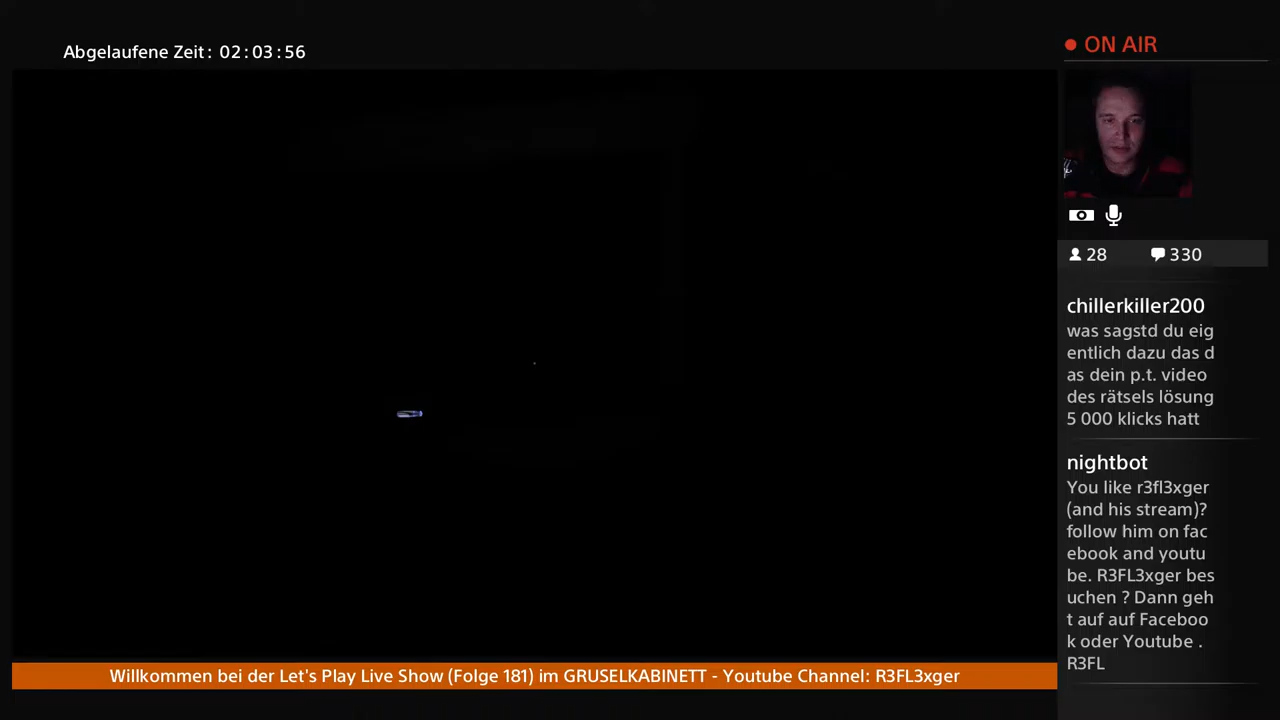 Abgelaufene Zeit: 02:03:56
ON AIR
28 330
chillerkiller200
was sagstd du eig
entlich dazu das d
as dein p.t. video
des rätsels lösung
5 000 klicks hatt
nightbot
You like r3fl3xger
(and his stream)?
follow him on fac
ebook and youtu
be. R3FL3xger bes
uchen ? Dann geh
t auf auf Faceboo
k oder Youtube .
R3FL
Willkommen bei der Let's Play Live Show (Folge 181) im GRUSELKABINETT - Youtube Channel: R3FL3xger